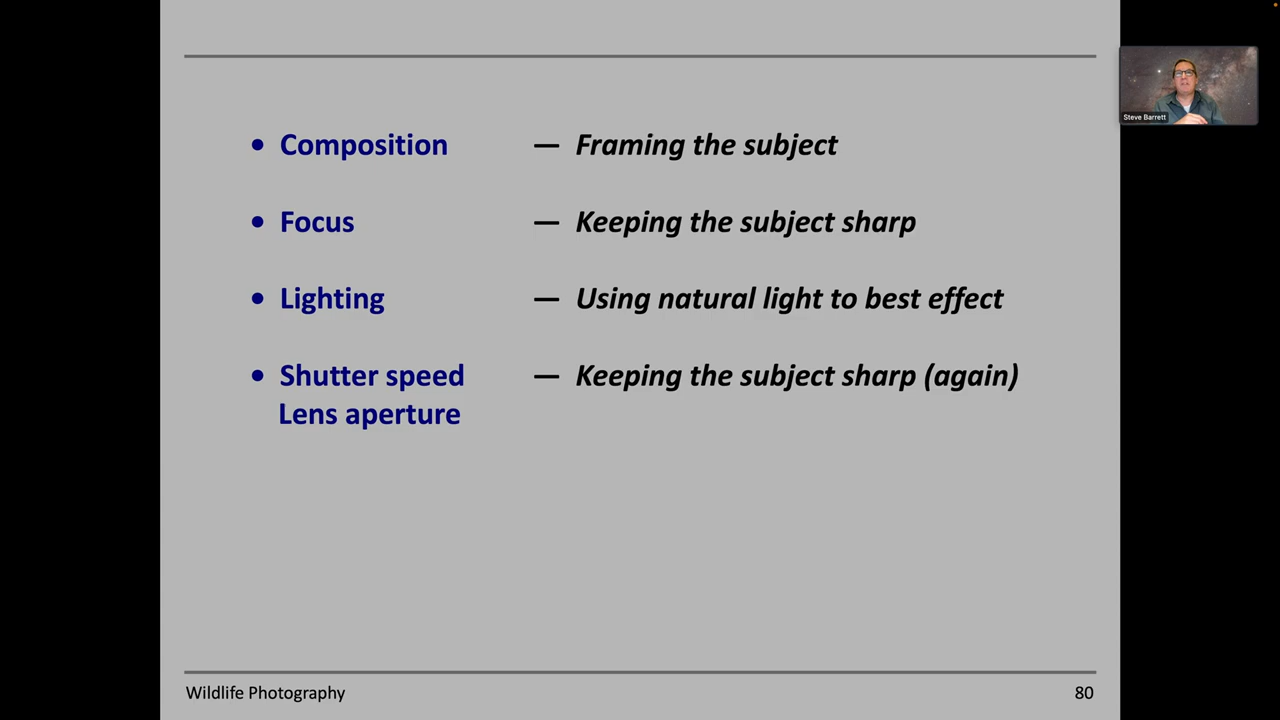 • Composition — Framing the subject
Steve Barrett
• Focus — Keeping the subject sharp
• Lighting — Using natural light to best effect
• Shutter speed — Keeping the subject sharp (again)
Lens aperture
Wildlife Photography 80